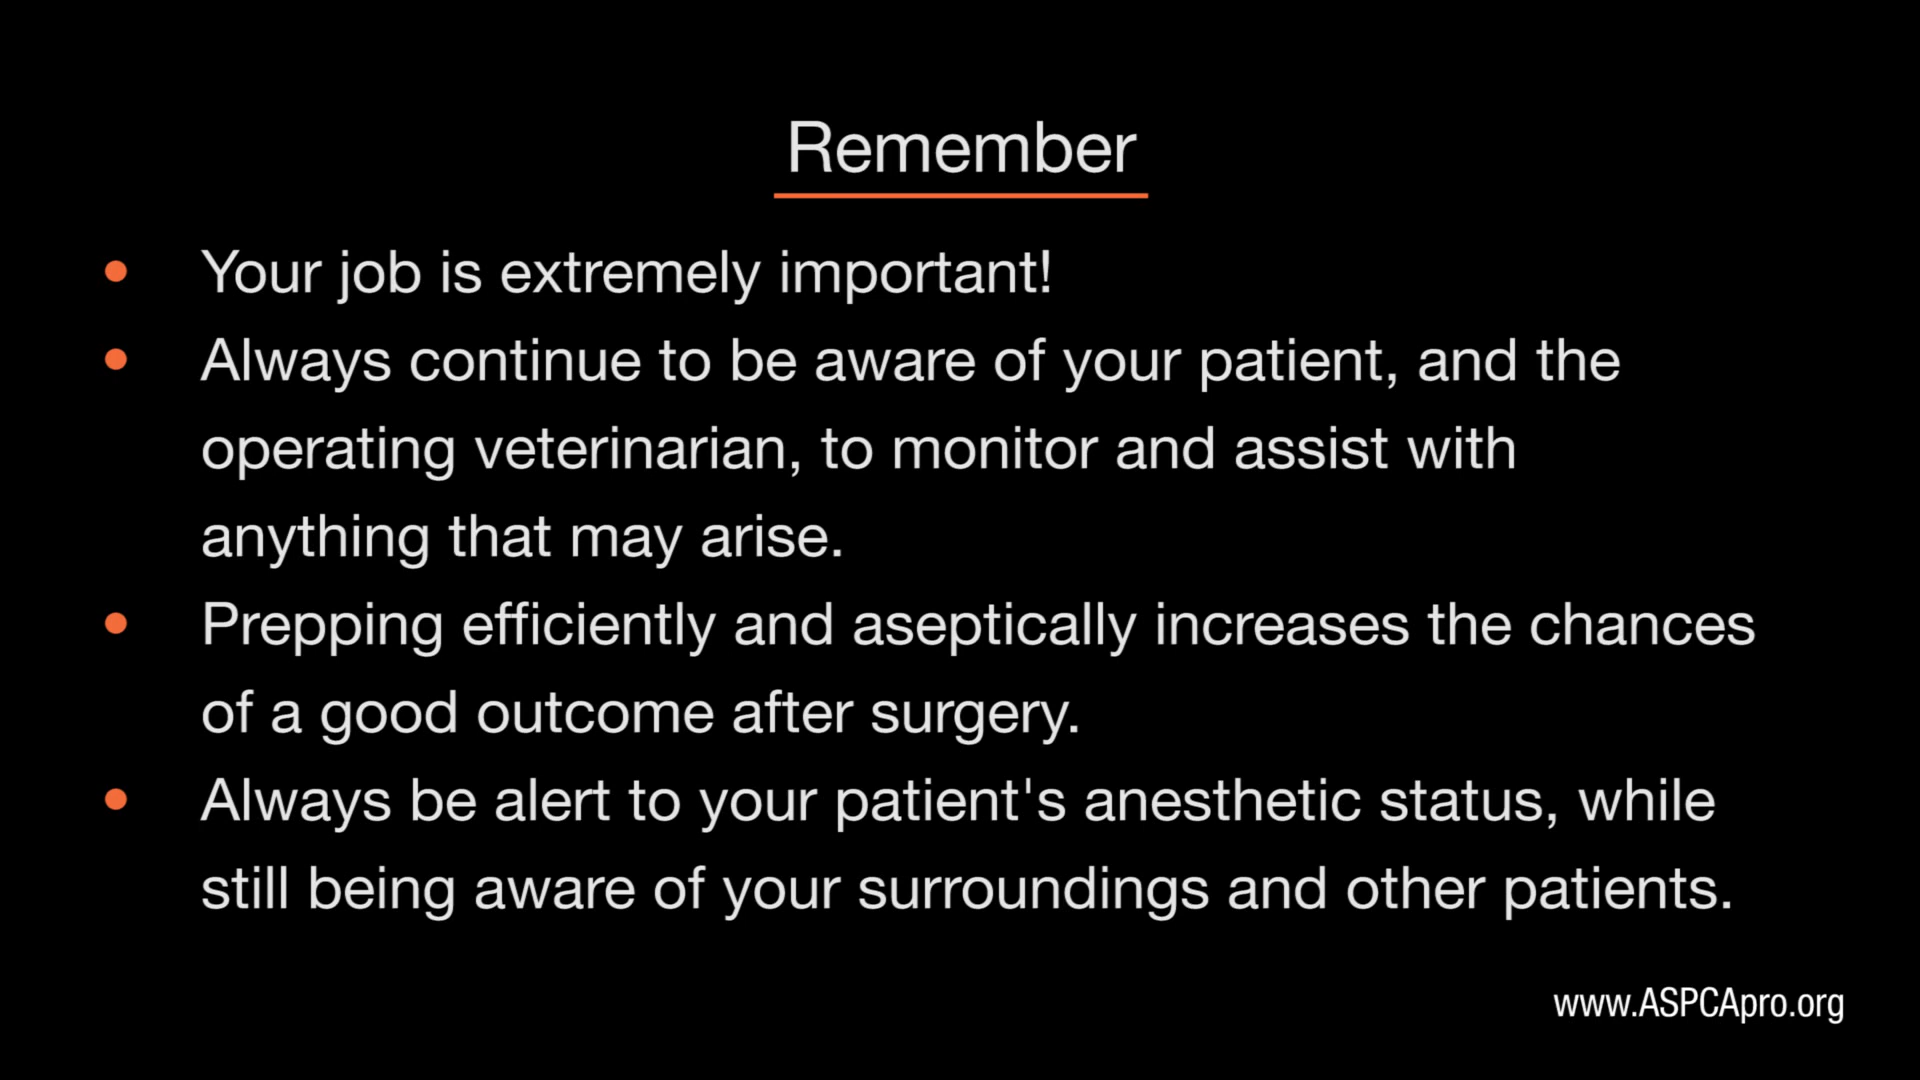 Remember
• Your job is extremely important!
• Always continue to be aware of your patient, and the
operating veterinarian, to monitor and assist with
anything that may arise.
• Prepping efficiently and aseptically increases the chances
of a good outcome after surgery.
• Always be alert to your patient's anesthetic status, while
still being aware of your surroundings and other patients.
www.ASPCApro.org